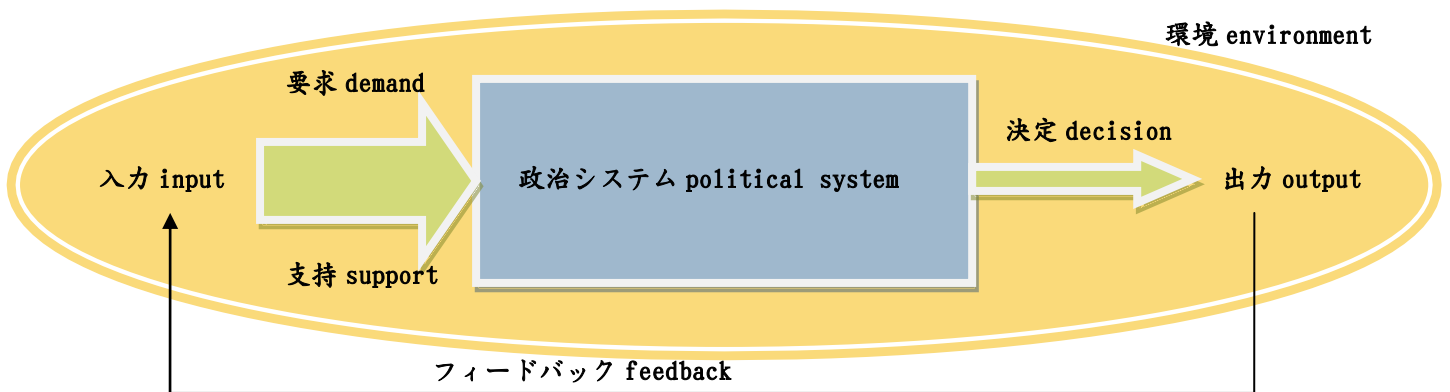 環境 environment
要求 demand
決定 decision
入力 input
政治システム political system
出力 output
支持 support
フィードバック feedback